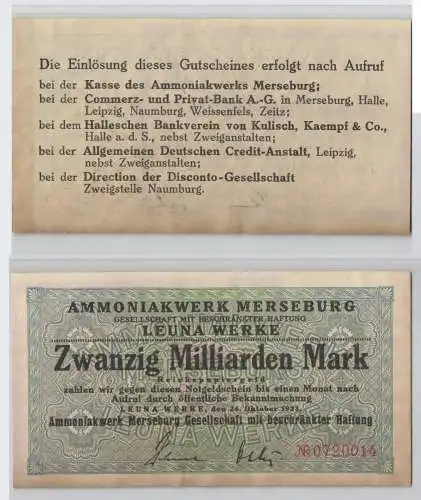 Die Einlösung dieses Gutscheines erfolgt nach Aufruf
bei der Kasse des Ammoniakwerks Merseburg;
bei der Commerz- und Privat-Bank A.-G. in Merseburg, Halle,
Leipzig, Naumburg, Weissenfels, Zeitz;
bei dem Halleschen Bankverein von Kulisch, Kaempf & Co.,
Halle a. d. S., nebst Zweiganstalten;
bei der Allgemeinen Deutschen Credit-Anstalt, Leipzig,
nebst Zweiganstalten;
bei der Direction der Disconto-Gesellschaft
Zweigstelle Naumburg.
AMMONIAKWERK MERSEBURG
GESELLSCHAFT MIT BESCHRÄNKTER HAFTUNG
LEUNA WERKE
Zwanzig Milliarden Mark
Reichspapiergeld
zahlen wir gegen diesen Notgeldschein bis einen Monat nach
Aufruf durch öffentliche Bekanntmachung
LEUNA WERKE, den 24. Oktober 1923.
Ammoniakwerk Merseburg Gesellschaft mit beschränkter Haftung
LEUNA WERKE
№ 0720014